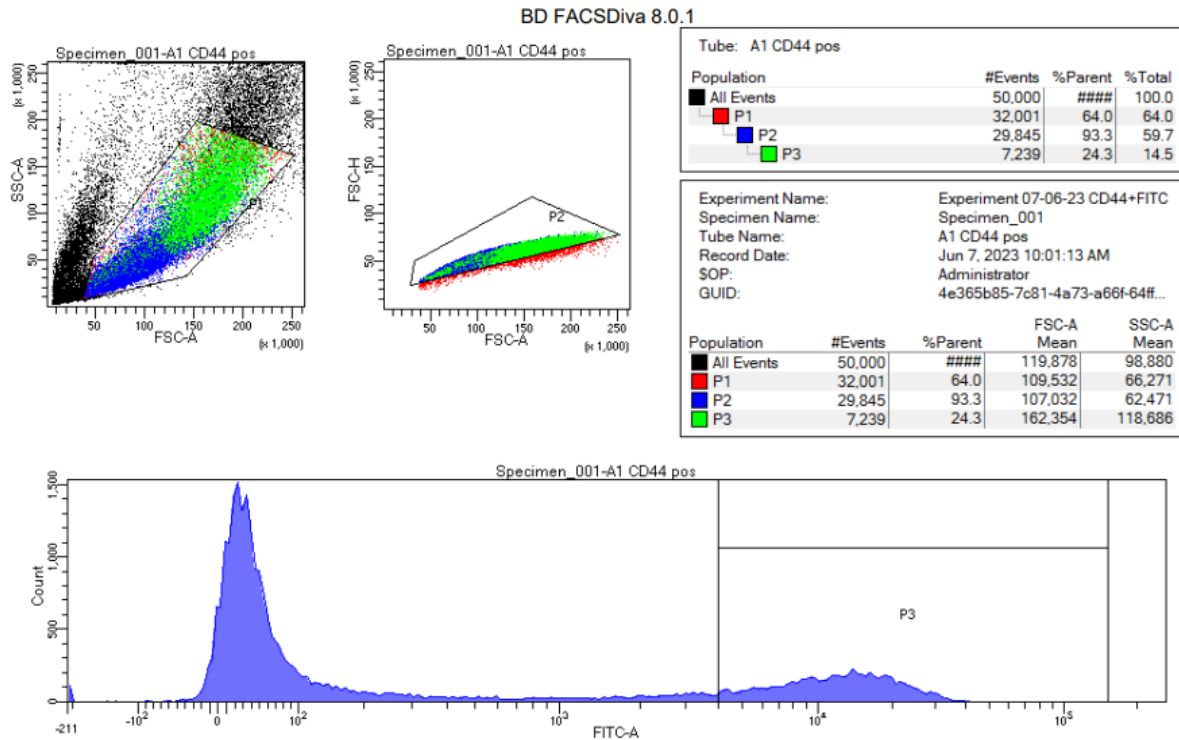 BD FACSDiva 8.0.1
Specimen_001-A1 CD44 pos
SSC-A
(x 1,000)
250
200
150
100
50
P1
50 100 150 200 250
FSC-A
(x 1,000)
Specimen_001-A1 CD44 pos
FSC-H
(x 1,000)
250
200
150
100
50
P2
50 100 150 200 250
FSC-A
(x 1,000)
Tube: A1 CD44 pos
Population #Events %Parent %Total
All Events 50,000 #### 100.0
P1 32,001 64.0 64.0
P2 29,845 93.3 59.7
P3 7,239 24.3 14.5
Experiment Name: Experiment 07-06-23 CD44+FITC
Specimen Name: Specimen_001
Tube Name: A1 CD44 pos
Record Date: Jun 7, 2023 10:01:13 AM
$OP: Administrator
GUID: 4e365b85-7c81-4a73-a66f-64ff...
FSC-A SSC-A
Population #Events %Parent Mean Mean
All Events 50,000 #### 119,878 98,880
P1 32,001 64.0 109,532 66,271
P2 29,845 93.3 107,032 62,471
P3 7,239 24.3 162,354 118,686
Specimen_001-A1 CD44 pos
Count
1,500
1,000
500
0
P3
-211 -10² 0 10² 10³ 10⁴ 10⁵
FITC-A